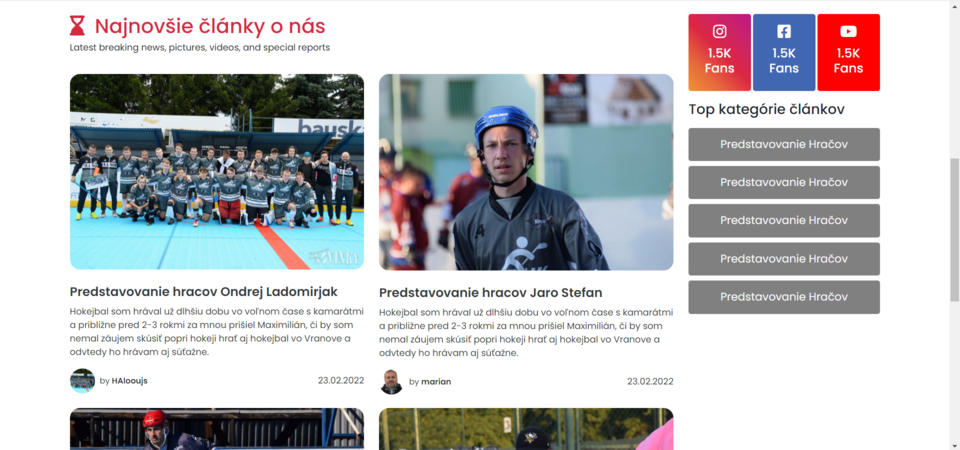 Najnovšie články o nás
Latest breaking news, pictures, videos, and special reports
bauska
Predstavovanie hracov Ondrej Ladomirjak
Hokejbal som hrával už dlhšiu dobu vo voľnom čase s kamarátmi
a približne pred 2-3 rokmi za mnou prišiel Maximilián, či by som
nemal záujem skúsiť popri hokeji hrať aj hokejbal vo Vranove a
odvtedy ho hrávam aj súťažne.
by HAlooujs
23.02.2022
Predstavovanie hracov Jaro Stefan
Hokejbal som hrával už dlhšiu dobu vo voľnom čase s kamarátmi
a približne pred 2-3 rokmi za mnou prišiel Maximilián, či by som
nemal záujem skúsiť popri hokeji hrať aj hokejbal vo Vranove a
odvtedy ho hrávam aj súťažne.
by marian
23.02.2022
1.5K
Fans
1.5K
Fans
1.5K
Fans
Top kategórie článkov
Predstavovanie Hračov
Predstavovanie Hračov
Predstavovanie Hračov
Predstavovanie Hračov
Predstavovanie Hračov